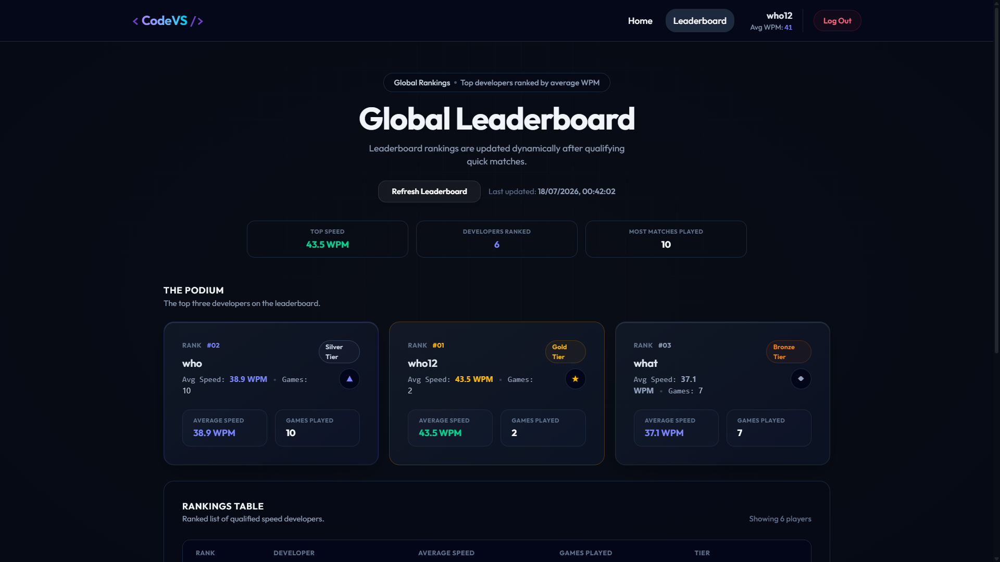 < CodeVS />
Home
Leaderboard
who12
Avg WPM: 41
Log Out
Global Rankings • Top developers ranked by average WPM
Global Leaderboard
Leaderboard rankings are updated dynamically after qualifying
quick matches.
Refresh Leaderboard
Last updated: 18/07/2026, 00:42:02
TOP SPEED
43.5 WPM
DEVELOPERS RANKED
6
MOST MATCHES PLAYED
10
THE PODIUM
The top three developers on the leaderboard.
RANK #02
Silver
Tier
who
Avg Speed: 38.9 WPM • Games:
10
AVERAGE SPEED
38.9 WPM
GAMES PLAYED
10
RANK #01
Gold
Tier
who12
Avg Speed: 43.5 WPM • Games:
2
AVERAGE SPEED
43.5 WPM
GAMES PLAYED
2
RANK #03
Bronze
Tier
what
Avg Speed: 37.1
WPM • Games: 7
AVERAGE SPEED
37.1 WPM
GAMES PLAYED
7
RANKINGS TABLE
Ranked list of qualified speed developers.
Showing 6 players
RANK DEVELOPER AVERAGE SPEED GAMES PLAYED TIER